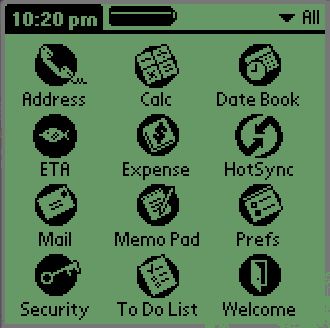 10:20 pm All
Address Calc Date Book
ETA Expense HotSync
Mail Memo Pad Prefs
Security To Do List Welcome